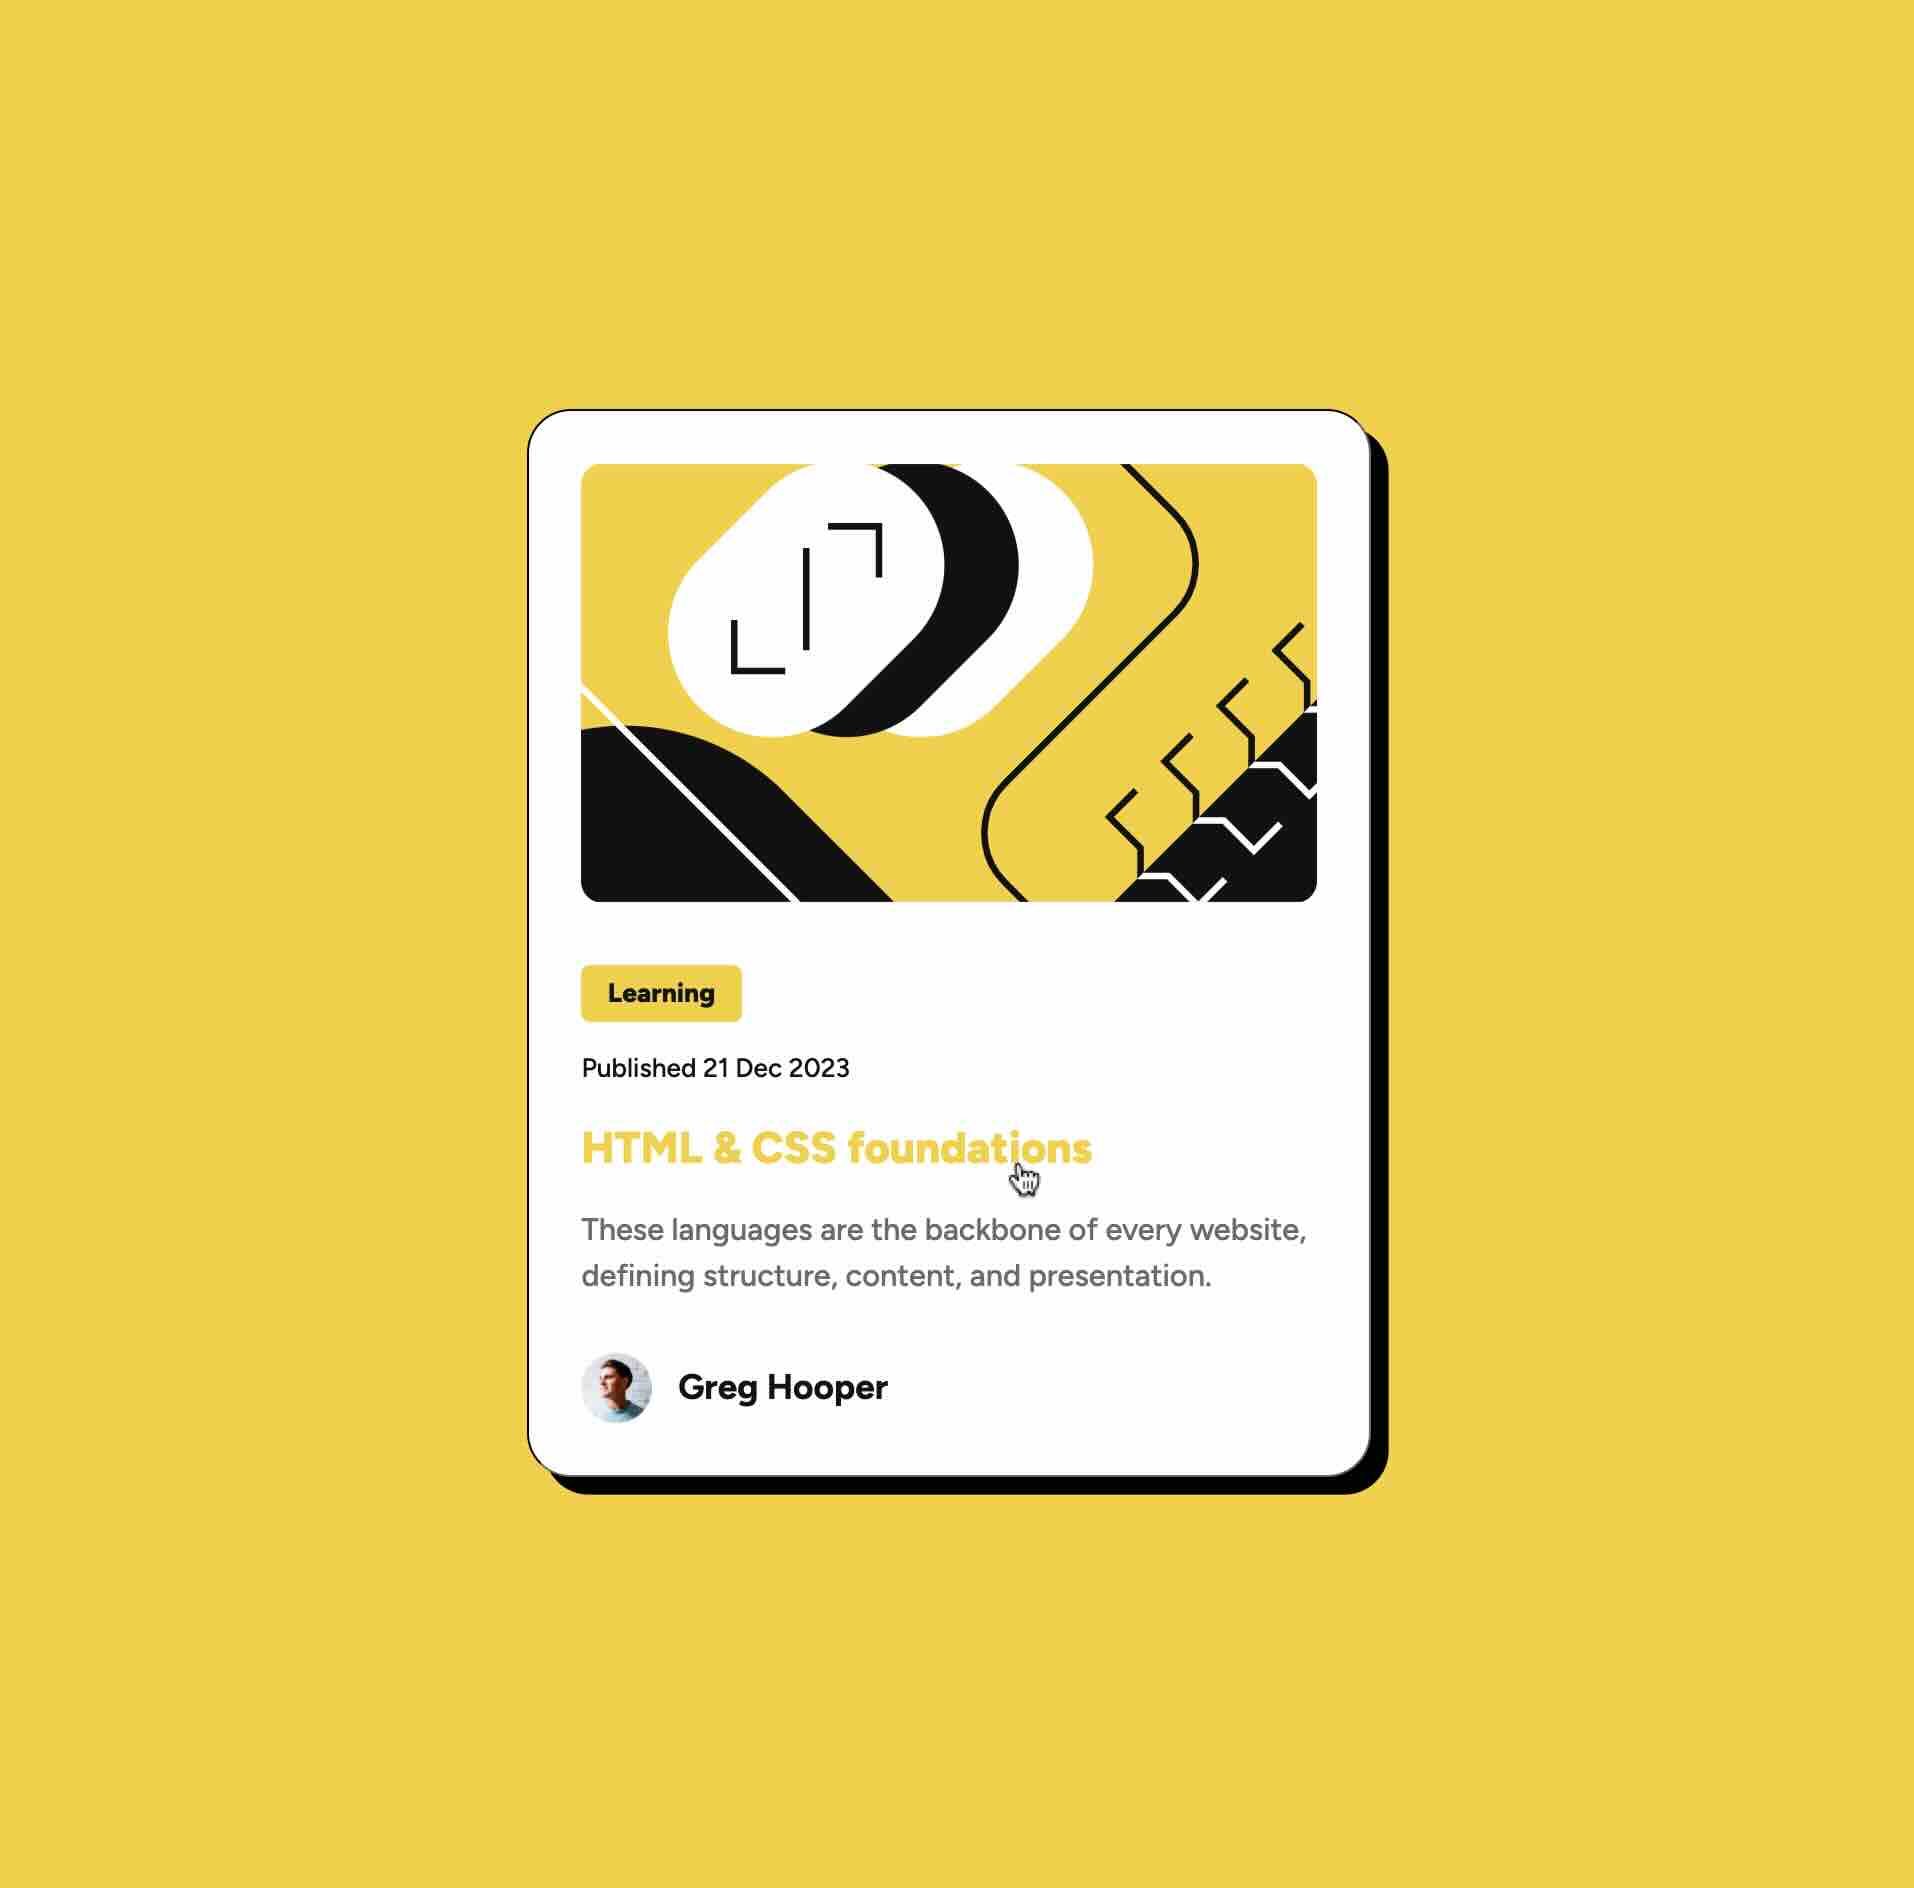 Learning
Published 21 Dec 2023
HTML & CSS foundations
These languages are the backbone of every website,
defining structure, content, and presentation.
Greg Hooper